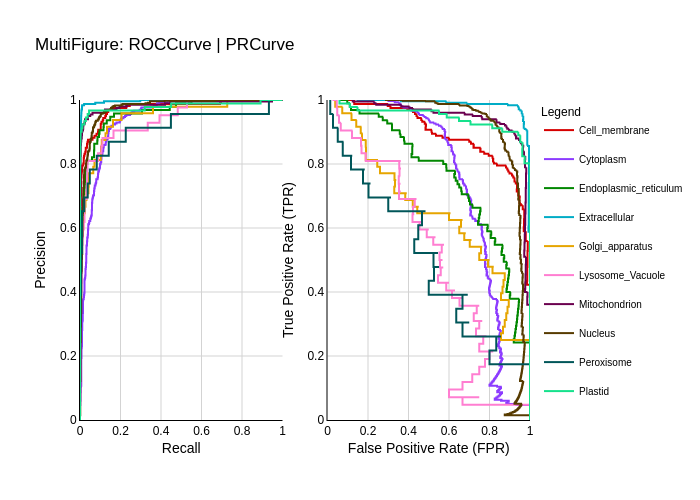 MultiFigure: ROCCurve | PRCurve
Precision
1
0.8
0.6
0.4
0.2
0
0 0.2 0.4 0.6 0.8 1
Recall
True Positive Rate (TPR)
1
0.8
0.6
0.4
0.2
0
0 0.2 0.4 0.6 0.8 1
False Positive Rate (FPR)
Legend
Cell_membrane
Cytoplasm
Endoplasmic_reticulum
Extracellular
Golgi_apparatus
Lysosome_Vacuole
Mitochondrion
Nucleus
Peroxisome
Plastid